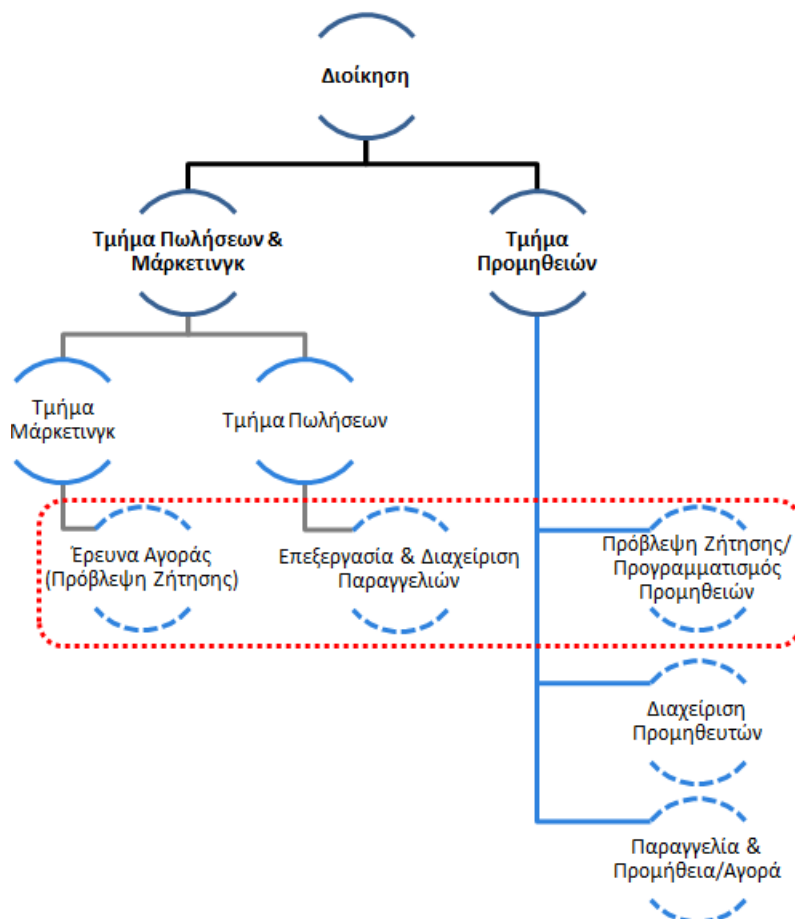 Διοίκηση
Τμήμα Πωλήσεων &
Μάρκετινγκ
Τμήμα
Προμηθειών
Τμήμα
Μάρκετινγκ
Τμήμα Πωλήσεων
Έρευνα Αγοράς
(Πρόβλεψη Ζήτησης)
Επεξεργασία & Διαχείριση
Παραγγελιών
Πρόβλεψη Ζήτησης/
Προγραμματισμός
Προμηθειών
Διαχείριση
Προμηθευτών
Παραγγελία &
Προμήθεια/Αγορά